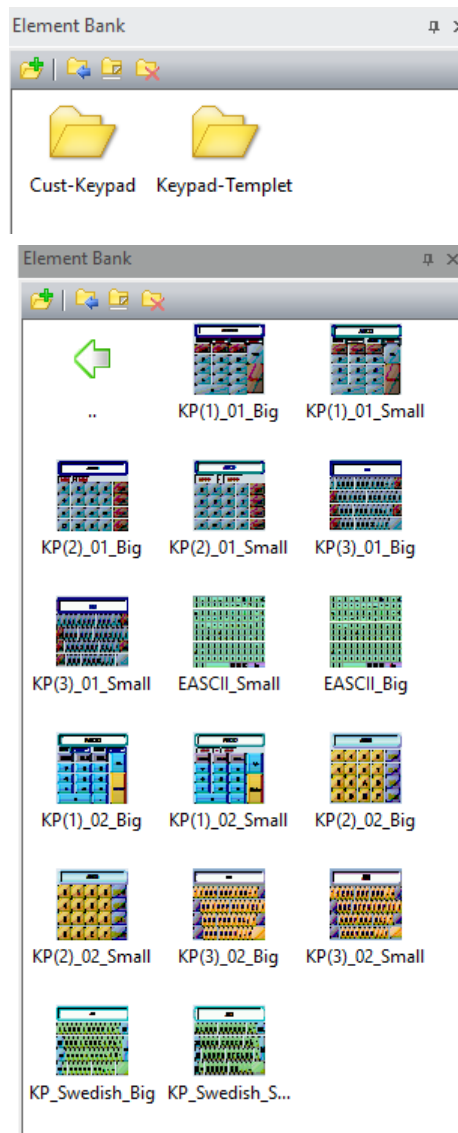 Element Bank
Cust-Keypad Keypad-Templet
Element Bank
.. KP(1)_01_Big KP(1)_01_Small
KP(2)_01_Big KP(2)_01_Small KP(3)_01_Big
KP(3)_01_Small EASCII_Small EASCII_Big
KP(1)_02_Big KP(1)_02_Small KP(2)_02_Big
KP(2)_02_Small KP(3)_02_Big KP(3)_02_Small
KP_Swedish_Big KP_Swedish_S...